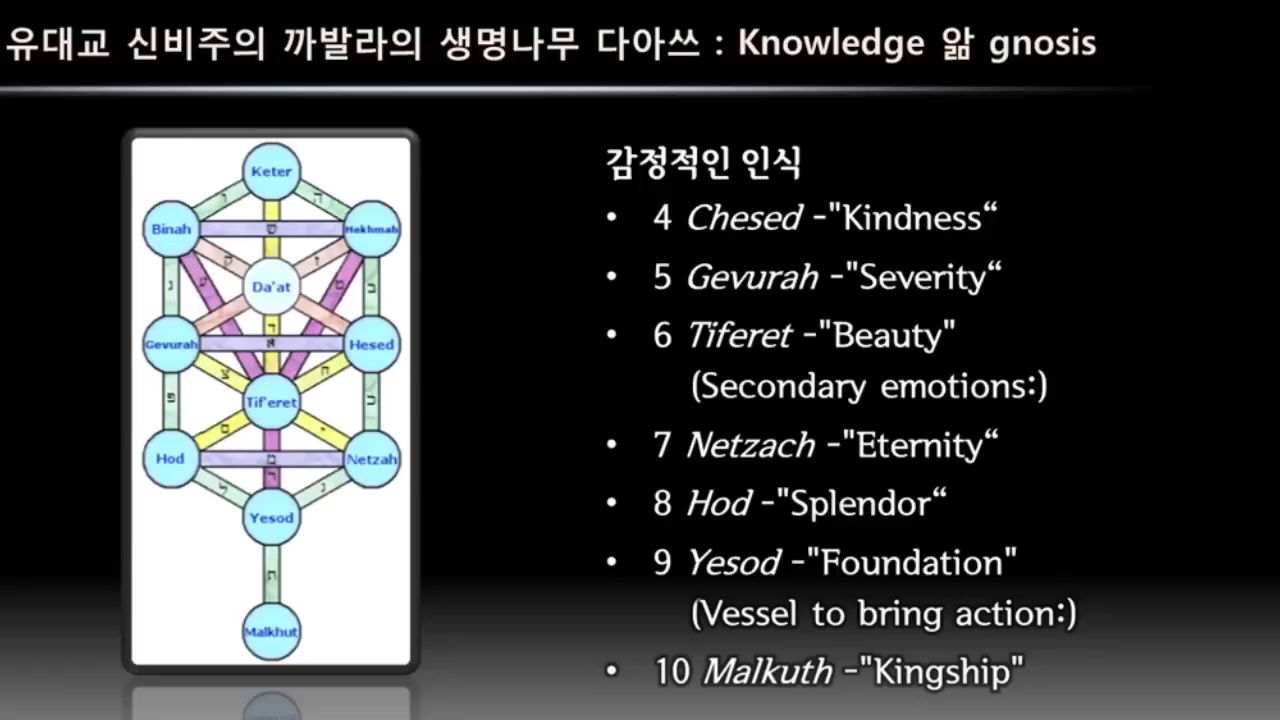 유대교 신비주의 까발라의 생명나무 다아쓰 : Knowledge 앎 gnosis
Keter
Binah
Hokhmah
Da'at
Gevurah
Hesed
Tif'eret
Hod
Netzah
Yesod
Malkhut
감정적인 인식
• 4 Chesed -"Kindness“
• 5 Gevurah -"Severity“
• 6 Tiferet -"Beauty"
(Secondary emotions:)
• 7 Netzach -"Eternity“
• 8 Hod -"Splendor“
• 9 Yesod -"Foundation"
(Vessel to bring action:)
• 10 Malkuth -"Kingship"